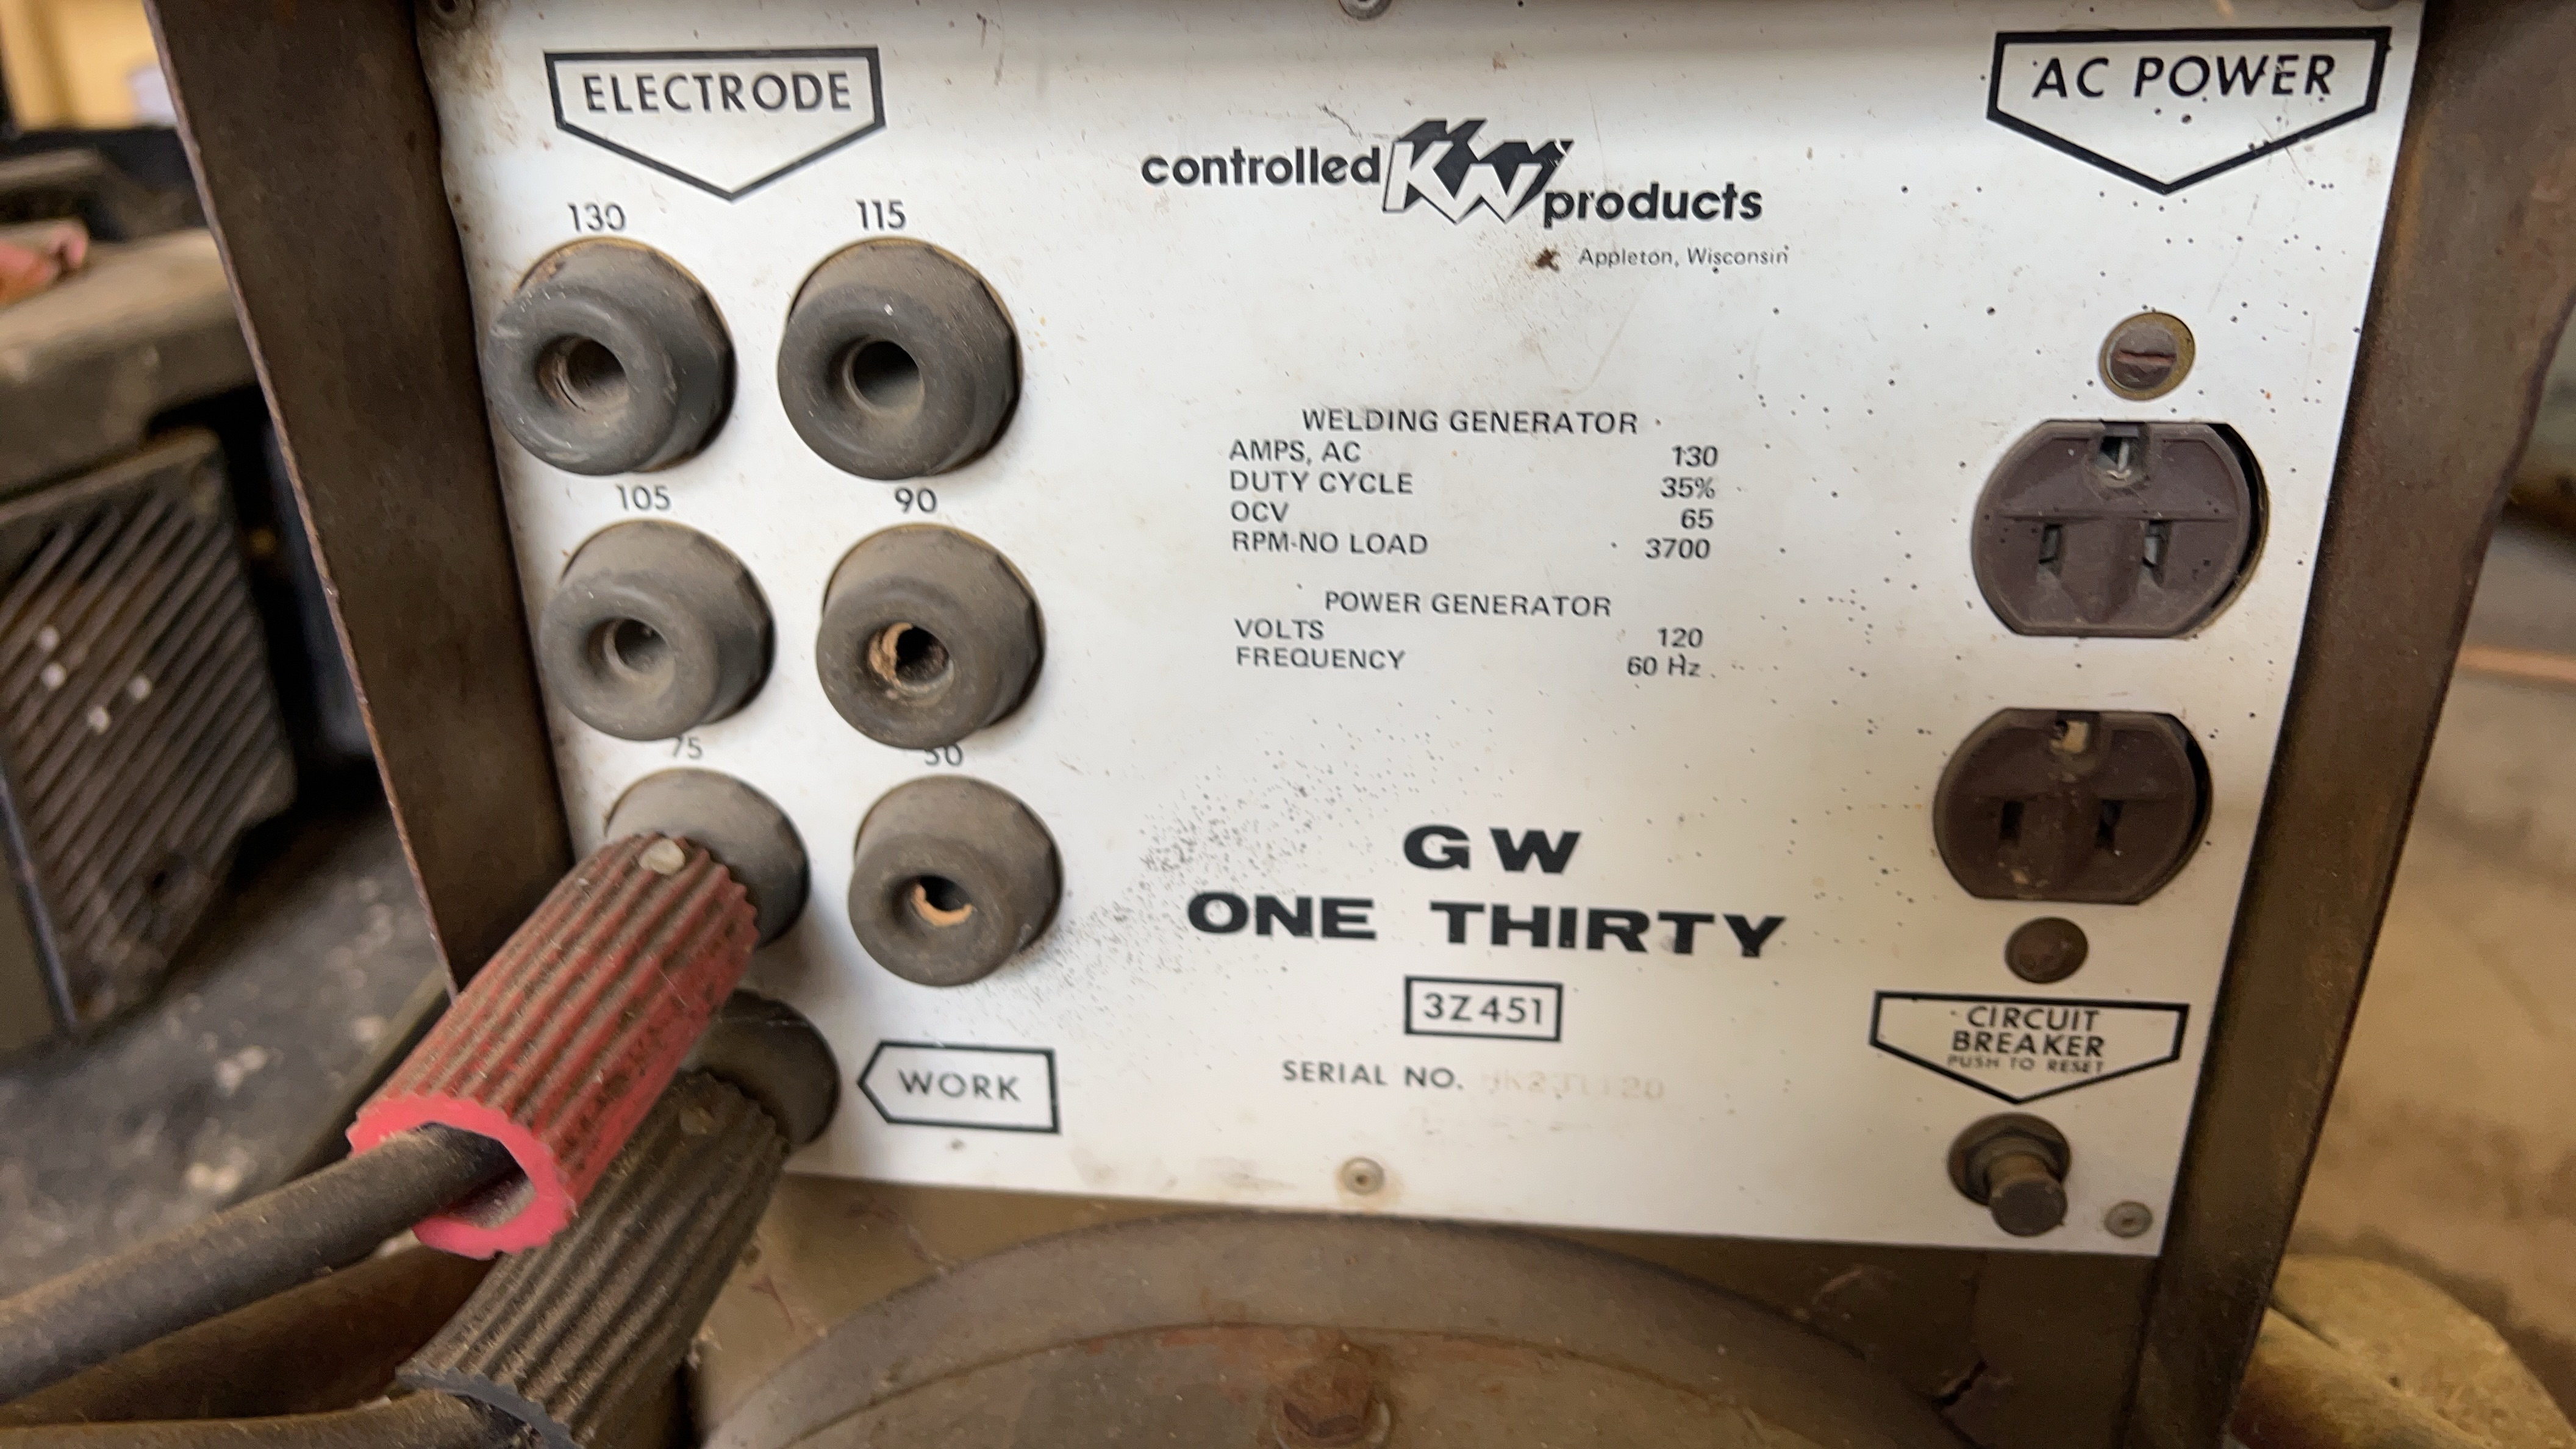 ELECTRODE
130 115
105 90
75 50
WORK
controlled KW products
Appleton, Wisconsin
WELDING GENERATOR
AMPS, AC 130
DUTY CYCLE 35%
OCV 65
RPM-NO LOAD 3700
POWER GENERATOR
VOLTS 120
FREQUENCY 60 Hz
GW
ONE THIRTY
3Z451
SERIAL NO.
AC POWER
CIRCUIT
BREAKER
PUSH TO RESET